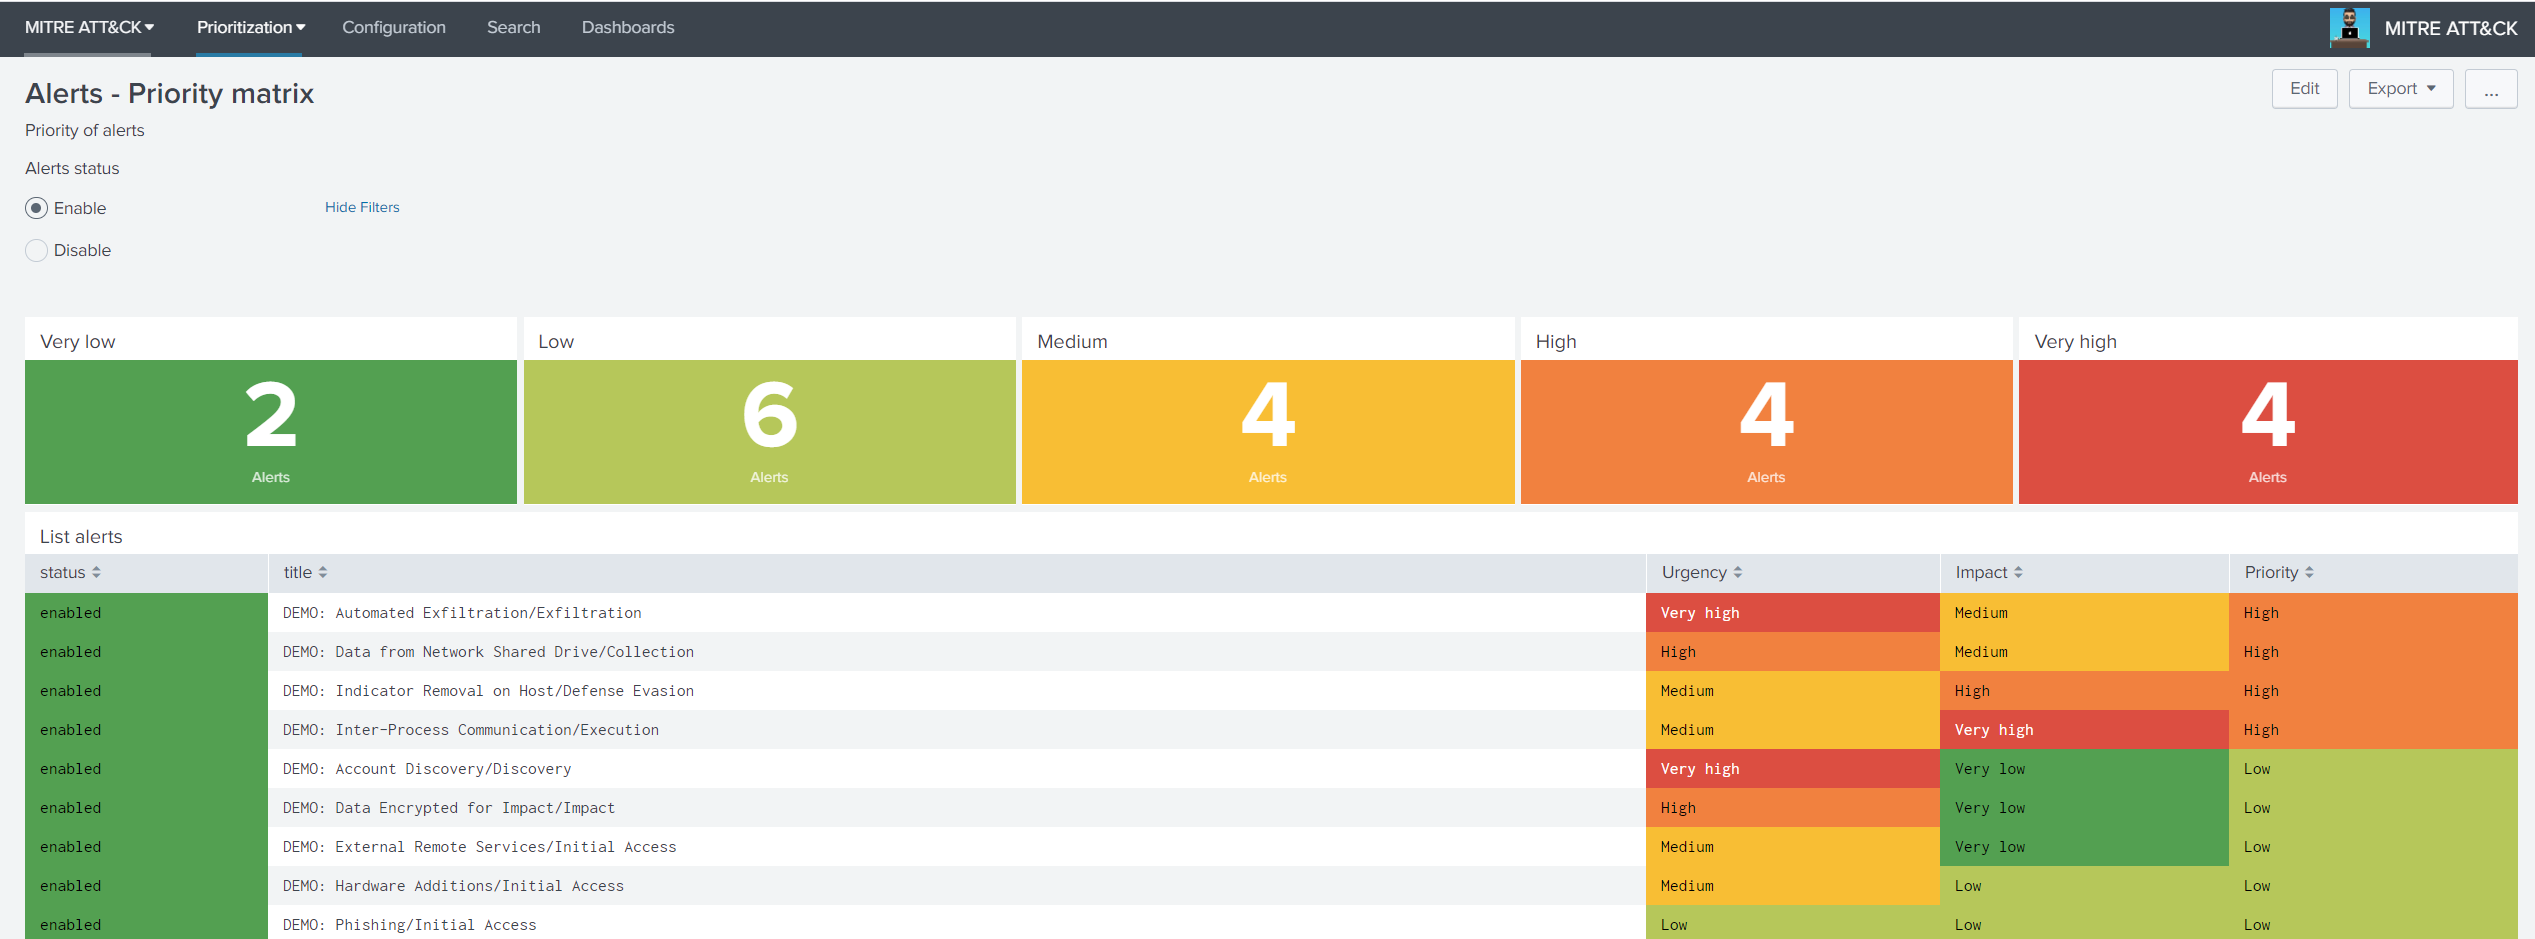 MITRE ATT&CK Prioritization Configuration Search Dashboards MITRE ATT&CK
Alerts - Priority matrix
Edit Export ...
Priority of alerts
Alerts status
Enable
Hide Filters
Disable
Very low Low Medium High Very high
2 6 4 4 4
Alerts Alerts Alerts Alerts Alerts
List alerts
status title Urgency Impact Priority
enabled DEMO: Automated Exfiltration/Exfiltration Very high Medium High
enabled DEMO: Data from Network Shared Drive/Collection High Medium High
enabled DEMO: Indicator Removal on Host/Defense Evasion Medium High High
enabled DEMO: Inter-Process Communication/Execution Medium Very high High
enabled DEMO: Account Discovery/Discovery Very high Very low Low
enabled DEMO: Data Encrypted for Impact/Impact High Very low Low
enabled DEMO: External Remote Services/Initial Access Medium Very low Low
enabled DEMO: Hardware Additions/Initial Access Medium Low Low
enabled DEMO: Phishing/Initial Access Low Low Low